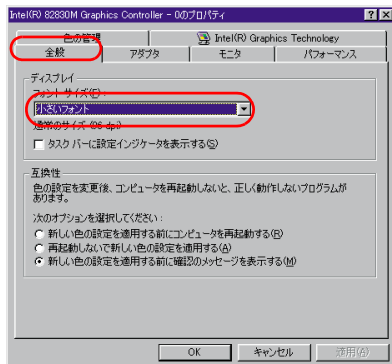 Intel(R) 82830M Graphics Controller - 0のプロパティ
色の管理
Intel(R) Graphics Technology
全般
アダプタ
モニタ
パフォーマンス
ディスプレイ
フォント サイズ(F):
小さいフォント
通常のサイズ (96 dpi)
タスク バーに設定インジケータを表示する(S)
互換性
色の設定を変更後、コンピュータを再起動しないと、正しく動作しないプログラムが
あります。
次のオプションを選択してください:
新しい色の設定を適用する前にコンピュータを再起動する(R)
再起動しないで新しい色の設定を適用する(A)
新しい色の設定を適用する前に確認のメッセージを表示する(M)
OK
キャンセル
適用(A)